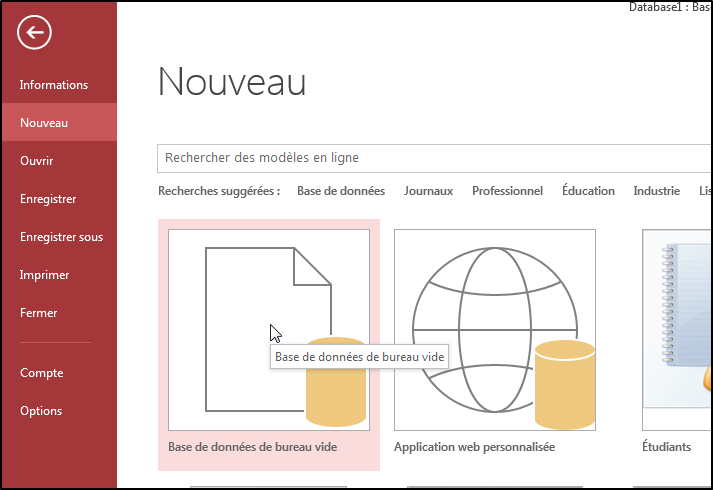 Database1 : Bas
Informations
Nouveau
Ouvrir
Enregistrer
Enregistrer sous
Imprimer
Fermer
Compte
Options
Nouveau
Rechercher des modèles en ligne
Recherches suggérées : Base de données Journaux Professionnel Éducation Industrie Lis
Base de données de bureau vide
Base de données de bureau vide
Application web personnalisée
Étudiants